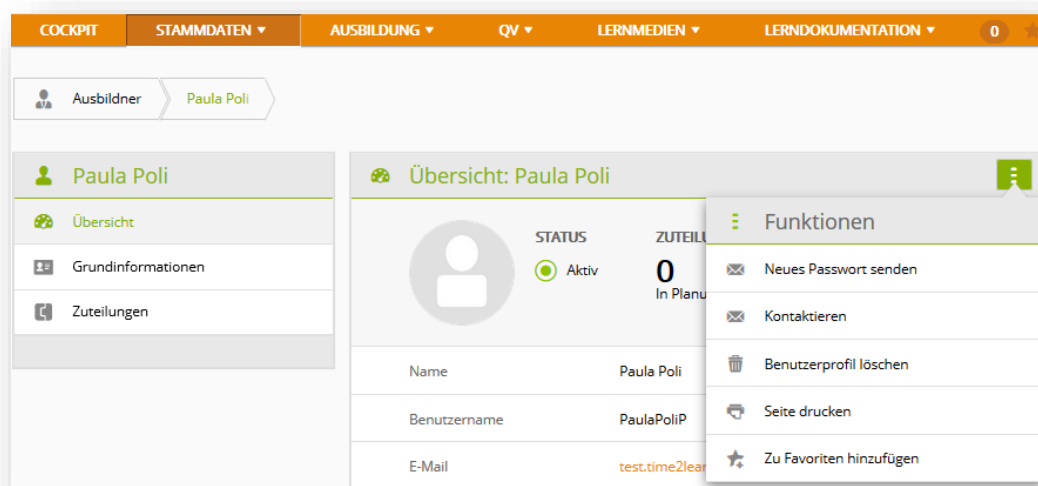 COCKPIT STAMMDATEN AUSBILDUNG QV LERNMEDIEN LERNDOKUMENTATION 0
Ausbildner Paula Poli
Paula Poli
Übersicht
Grundinformationen
Zuteilungen
Übersicht: Paula Poli
STATUS
Aktiv
0
In
Name Paula Poli
Benutzername PaulaPoliP
E-Mail
Funktionen
Neues Passwort senden
Kontaktieren
Benutzerprofil löschen
Seite drucken
Zu Favoriten hinzufügen